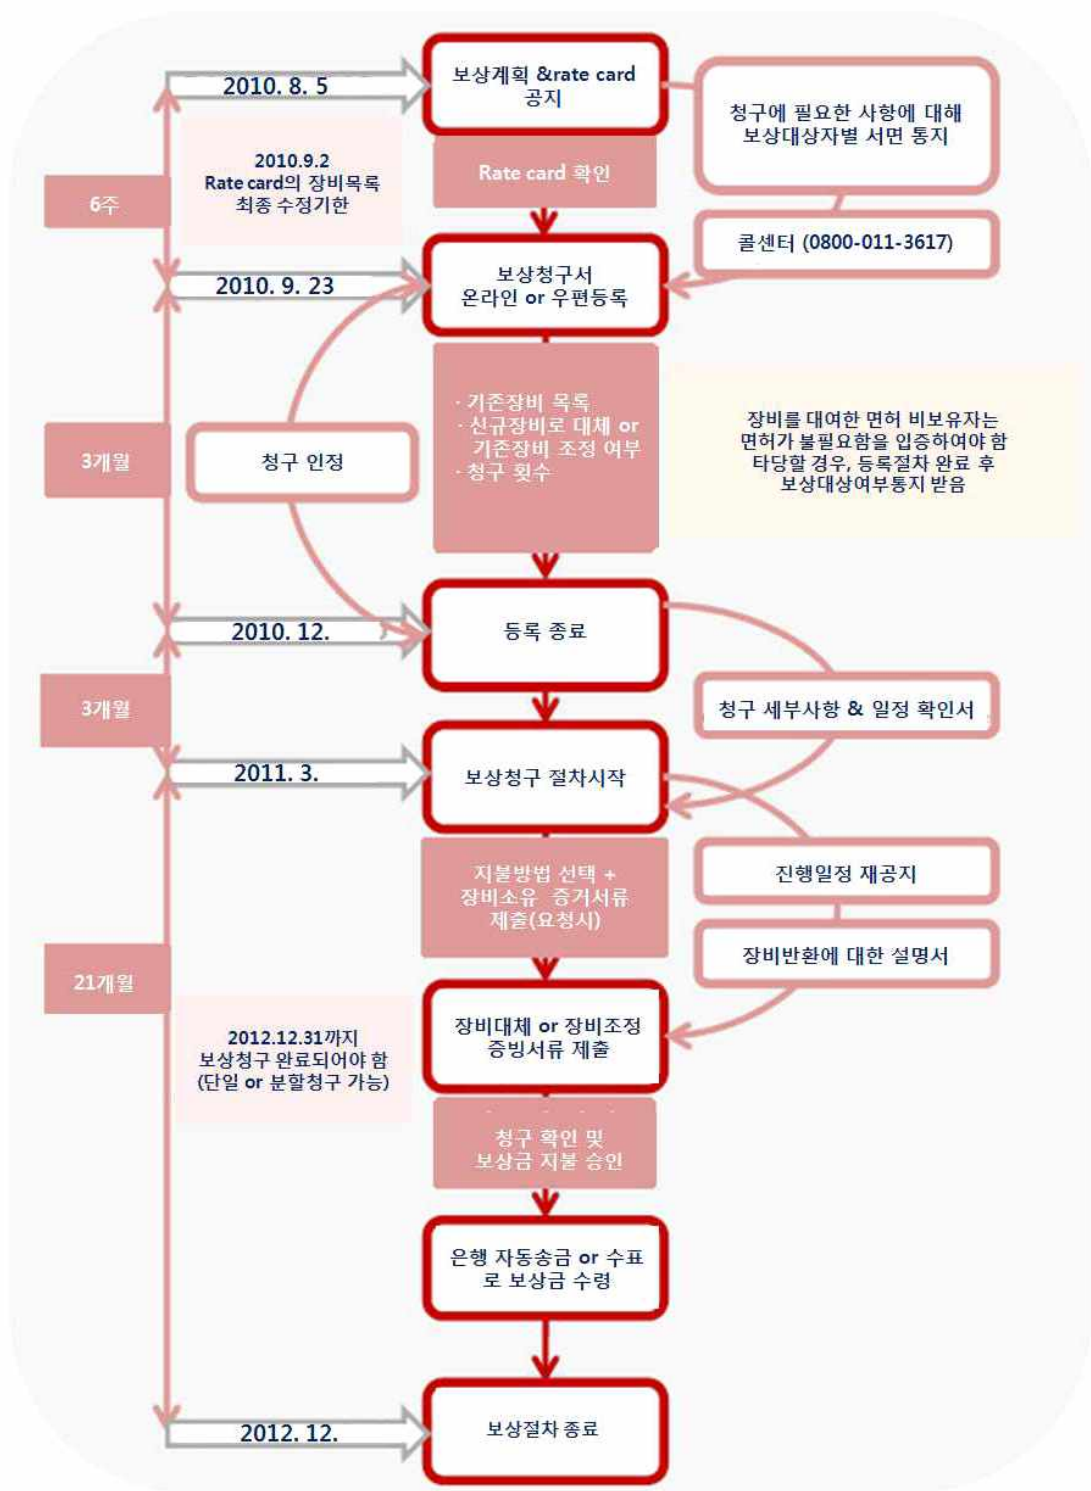 보상계획 &rate card
공지
2010. 8. 5
청구에 필요한 사항에 대해
보상대상자별 서면 통지
2010.9.2
Rate card의 장비목록
최종 수정기한
Rate card 확인
6주
콜센터 (0800-011-3617)
보상청구서
온라인 or 우편등록
2010. 9. 23
· 기존장비 목록
· 신규장비로 대체 or
기존장비 조정 여부
· 청구 횟수
장비를 대여한 면허 비보유자는
면허가 불필요함을 입증하여야 함
타당할 경우, 등록절차 완료 후
보상대상여부통지 받음
3개월
청구 인정
2010. 12.
등록 종료
3개월
청구 세부사항 & 일정 확인서
2011. 3.
보상청구 절차시작
지불방법 선택 +
장비소유 증거서류
제출(요청시)
진행일정 재공지
장비반환에 대한 설명서
21개월
장비대체 or 장비조정
증빙서류 제출
2012.12.31까지
보상청구 완료되어야 함
(단일 or 분할청구 가능)
청구 확인 및
보상금 지불 승인
은행 자동송금 or 수표
로 보상금 수령
2012. 12.
보상절차 종료